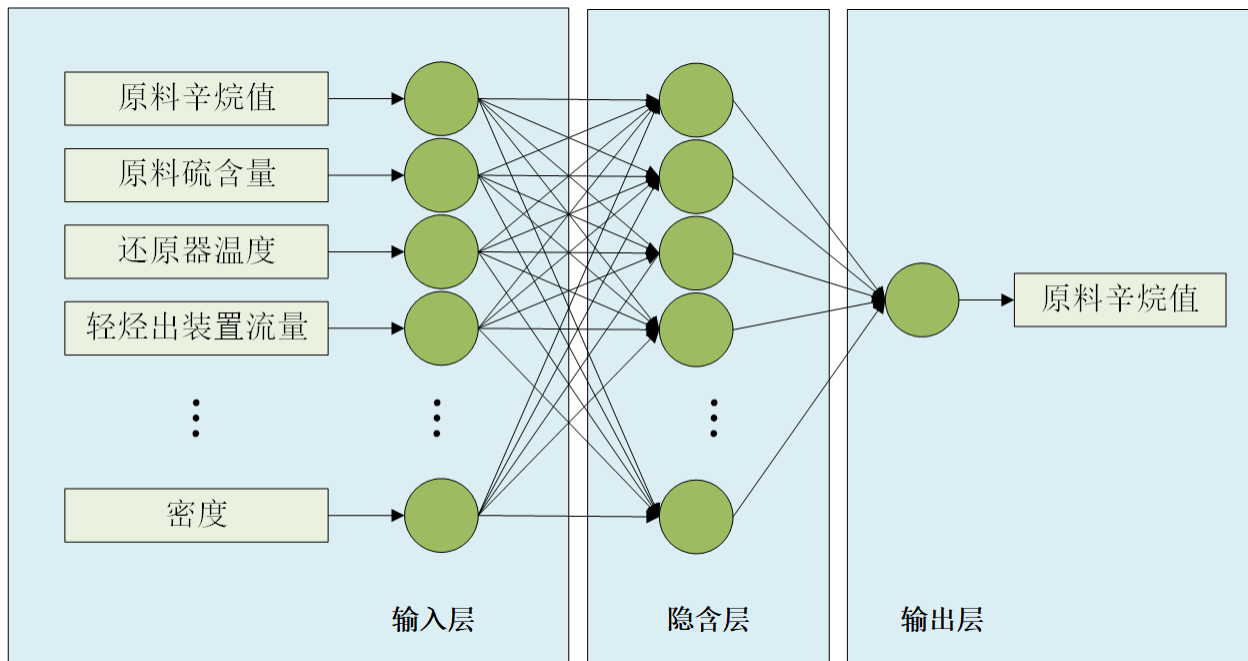 原料辛烷值
原料硫含量
还原器温度
轻烃出装置流量
密度
原料辛烷值
输入层
隐含层
输出层